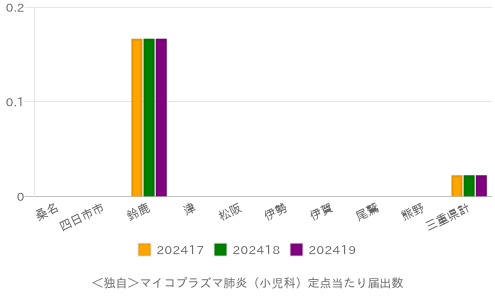 0.2
0.1
0
桑名 四日市市 鈴鹿 津 松阪 伊勢 伊賀 尾鷲 熊野 三重県計
202417 202418 202419
＜独自＞マイコプラズマ肺炎（小児科）定点当たり届出数